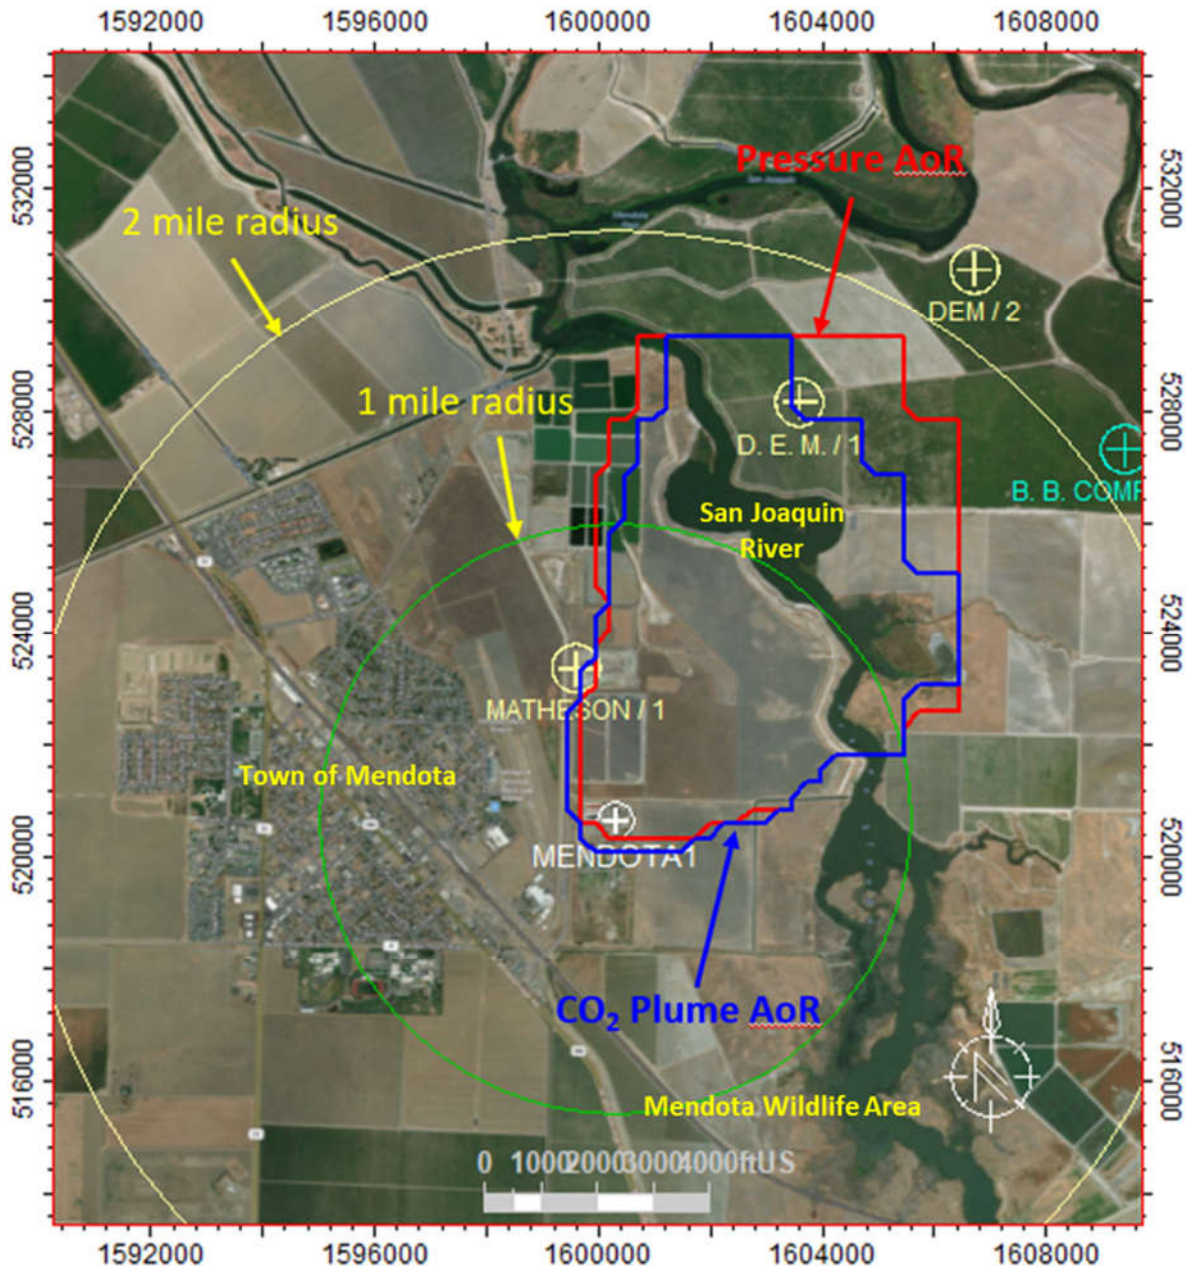 1592000 1596000 1600000 1604000 1608000
532000
532000
Pressure AoR
2 mile radius
DEM / 2
1 mile radius
528000
528000
D. E. M. / 1
B. B. COMP
San Joaquin
River
524000
524000
MATHESON / 1
Town of Mendota
520000
520000
MENDOTA1
CO₂ Plume AoR
516000
516000
Mendota Wildlife Area
0 1000 2000 3000 4000ftUS
1592000 1596000 1600000 1604000 1608000